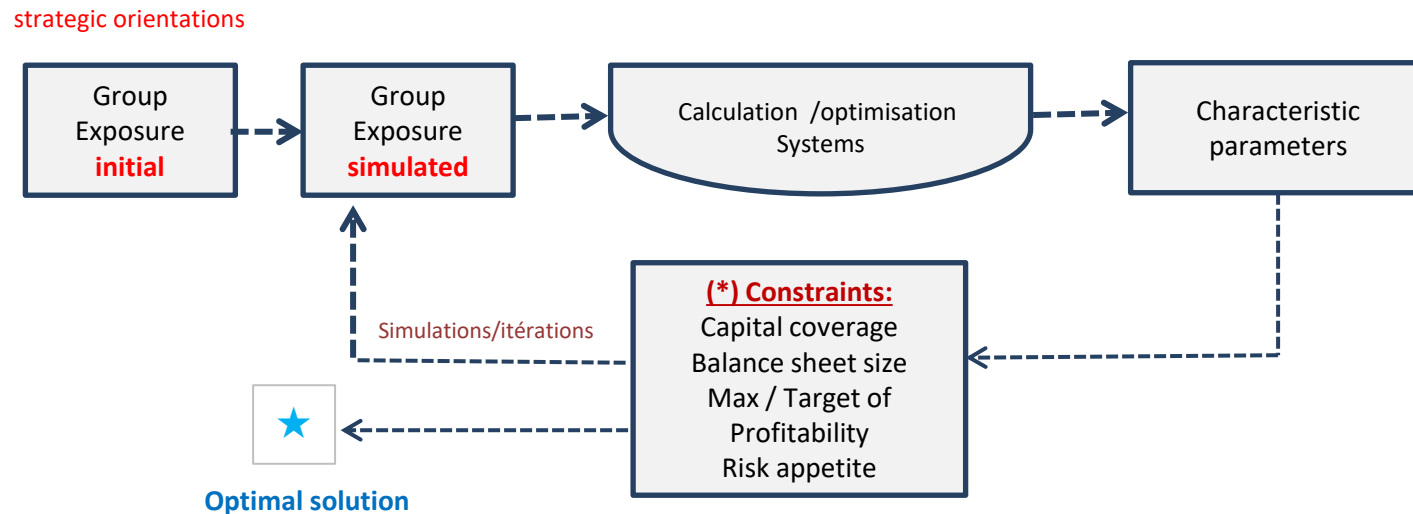 strategic orientations
Group
Exposure
initial
Group
Exposure
simulated
Calculation /optimisation
Systems
Characteristic
parameters
(*) Constraints:
Capital coverage
Balance sheet size
Max / Target of
Profitability
Risk appetite
Simulations/itérations
Optimal solution